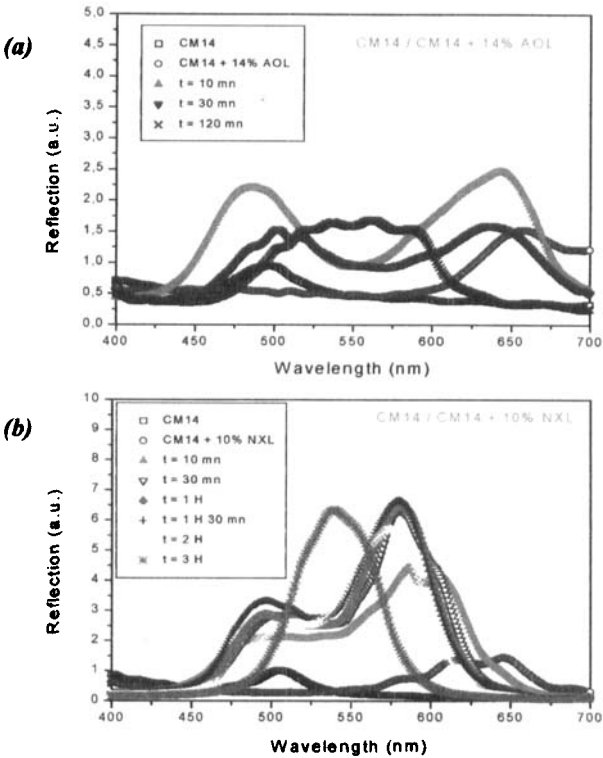 (a)
5,0
4,5
4,0
3,5
3,0
2,5
2,0
1,5
1,0
0,5
0,0
Reflection (a.u.)
CM14
CM14 + 14% AOL
t = 10 mn
t = 30 mn
t = 120 mn
CM14 / CM14 + 14% AOL
400
450
500
550
600
650
700
Wavelength (nm)
(b)
10
9
8
7
6
5
4
3
2
1
0
Reflection (a.u.)
CM14
CM14 + 10% NXL
t = 10 mn
t = 30 mn
t = 1 H
t = 1 H 30 mn
t = 2 H
t = 3 H
CM14 / CM14 + 10% NXL
400
450
500
550
600
650
700
Wavelength (nm)